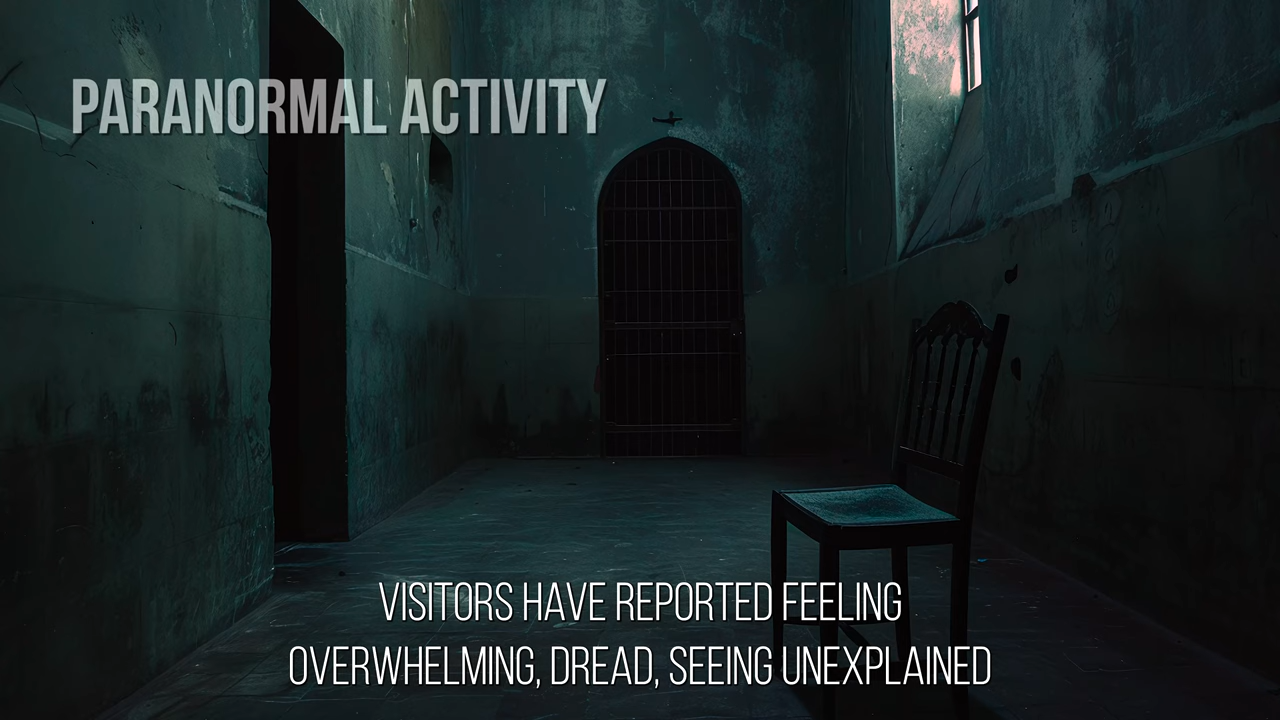 PARANORMAL ACTIVITY
VISITORS HAVE REPORTED FEELING
OVERWHELMING, DREAD, SEEING UNEXPLAINED